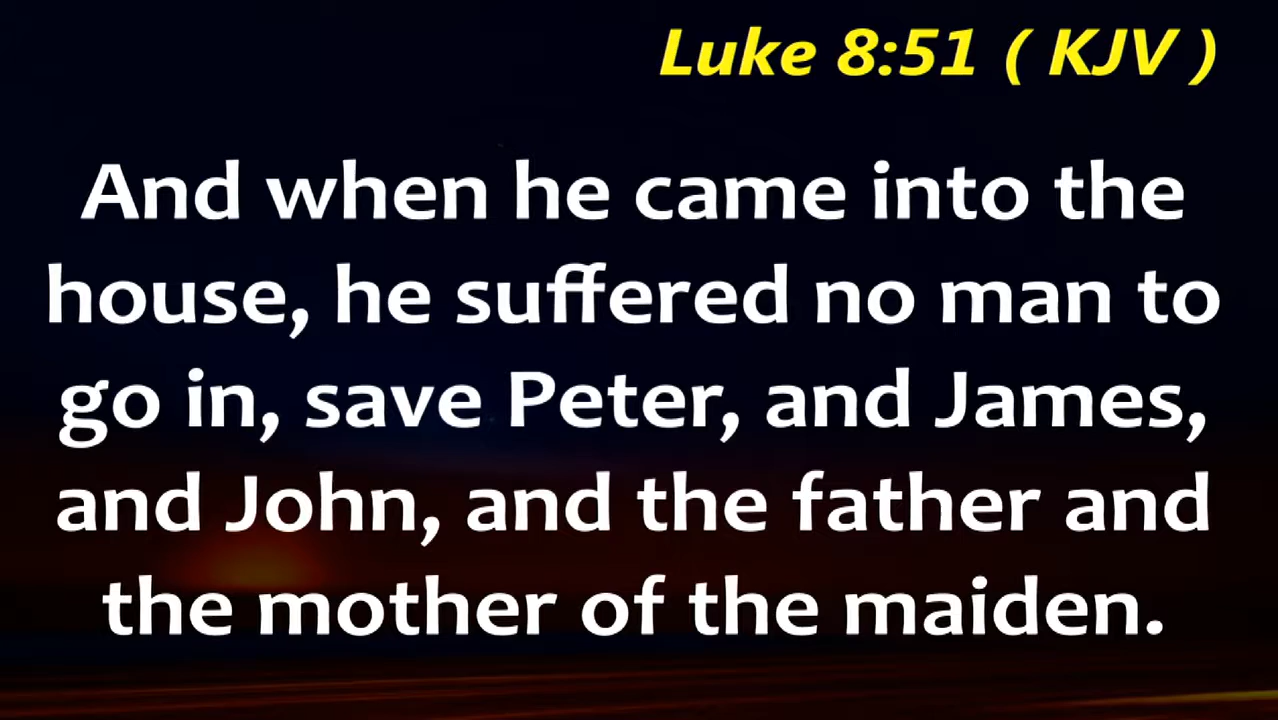 Luke 8:51 ( KJV )
And when he came into the
house, he suffered no man to
go in, save Peter, and James,
and John, and the father and
the mother of the maiden.